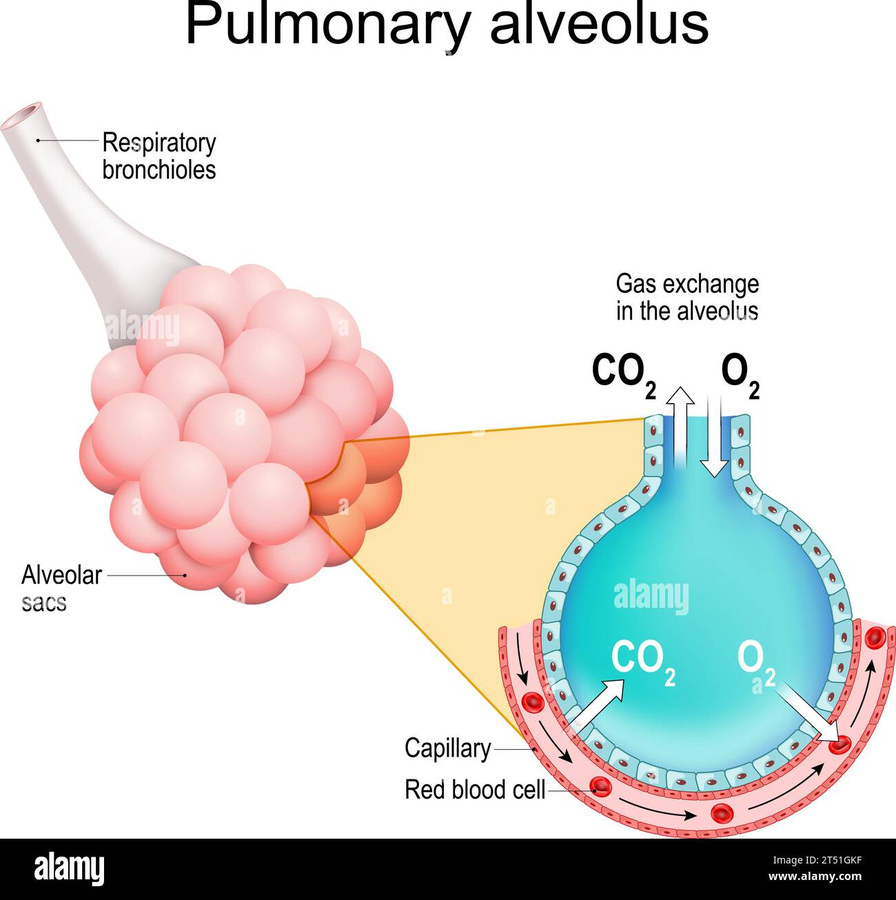 Pulmonary alveolus
Respiratory
bronchioles
Gas exchange
in the alveolus
CO2 O2
alamy
a
a
a
a
a
a
alamy
CO2 O2
a
Alveolar
sacs
Capillary
Red blood cell
alamy
Image ID: 2T51GKF
www.alamy.com